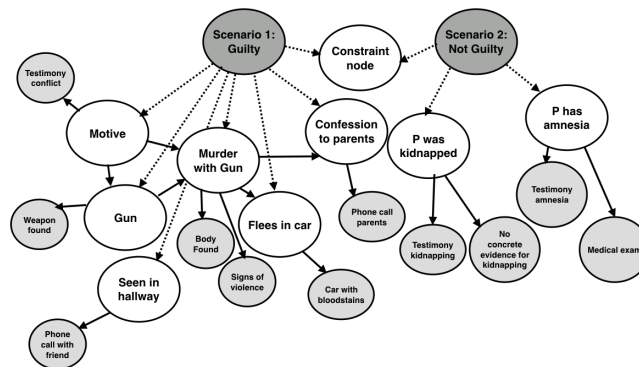 Scenario 1:
Guilty
Scenario 2:
Not Guilty
Constraint
node
Testimony
conflict
Motive
Murder
with Gun
Confession
to parents
P was
kidnapped
P has
amnesia
Weapon
found
Gun
Body
Found
Flees in car
Phone call
parents
Testimony
kidnapping
No
concrete
evidence for
kidnapping
Testimony
amnesia
Medical exam
Seen in
hallway
Signs of
violence
Car with
bloodstains
Phone
call with
friend